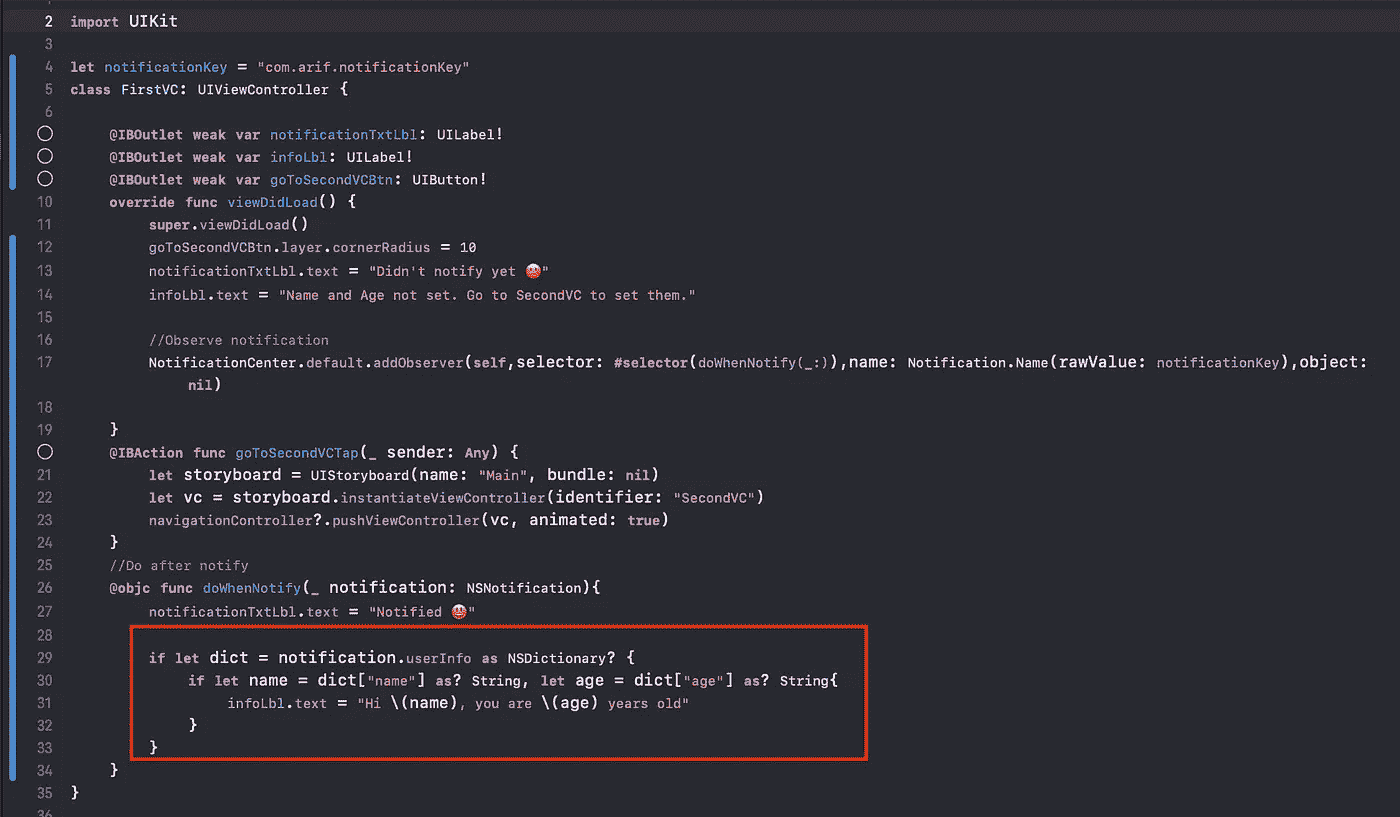 2 import UIKit
3
4 let notificationKey = "com.arif.notificationKey"
5 class FirstVC: UIViewController {
6
@IBOutlet weak var notificationTxtLbl: UILabel!
@IBOutlet weak var infoLbl: UILabel!
@IBOutlet weak var goToSecondVCBtn: UIButton!
10 override func viewDidLoad() {
11 super.viewDidLoad()
12 goToSecondVCBtn.layer.cornerRadius = 10
13 notificationTxtLbl.text = "Didn't notify yet 🤡"
14 infoLbl.text = "Name and Age not set. Go to SecondVC to set them."
15
16 //Observe notification
17 NotificationCenter.default.addObserver(self,selector: #selector(doWhenNotify(_:)),name: Notification.Name(rawValue: notificationKey),object:
nil)
18
19 }
@IBAction func goToSecondVCTap(_ sender: Any) {
21 let storyboard = UIStoryboard(name: "Main", bundle: nil)
22 let vc = storyboard.instantiateViewController(identifier: "SecondVC")
23 navigationController?.pushViewController(vc, animated: true)
24 }
25 //Do after notify
26 @objc func doWhenNotify(_ notification: NSNotification){
27 notificationTxtLbl.text = "Notified 🤡"
28
29 if let dict = notification.userInfo as NSDictionary? {
30 if let name = dict["name"] as? String, let age = dict["age"] as? String{
31 infoLbl.text = "Hi \(name), you are \(age) years old"
32 }
33 }
34 }
35 }
36